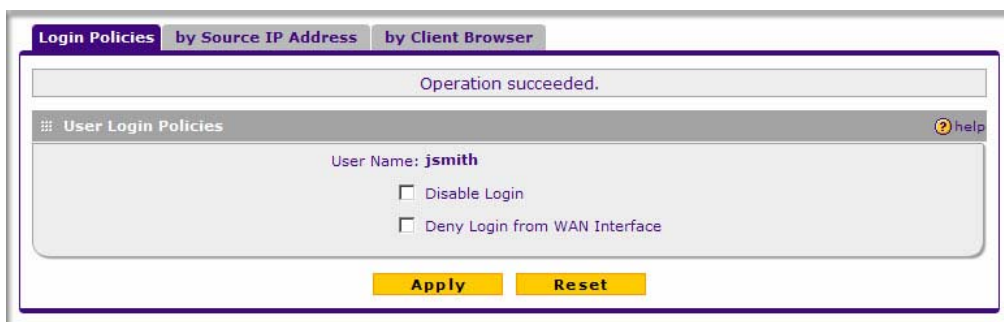 Login Policies by Source IP Address by Client Browser
Operation succeeded.
User Login Policies ? help
User Name: jsmith
Disable Login
Deny Login from WAN Interface
Apply Reset